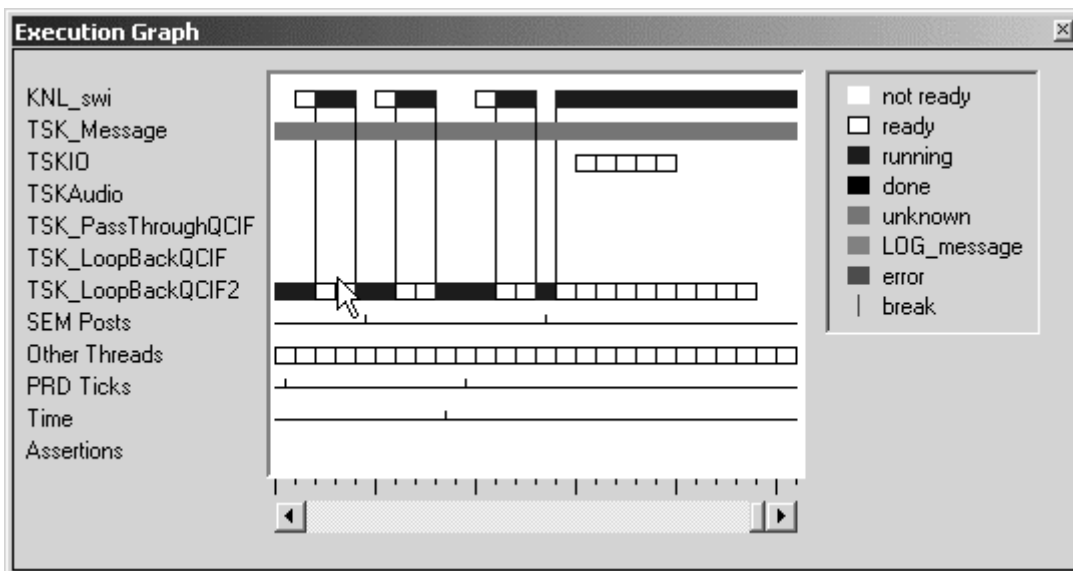 Execution Graph
KNL_swi
TSK_Message
TSKIO
TSKAudio
TSK_PassThroughQCIF
TSK_LoopBackQCIF
TSK_LoopBackQCIF2
SEM Posts
Other Threads
PRD Ticks
Time
Assertions
not ready
ready
running
done
unknown
LOG_message
error
break